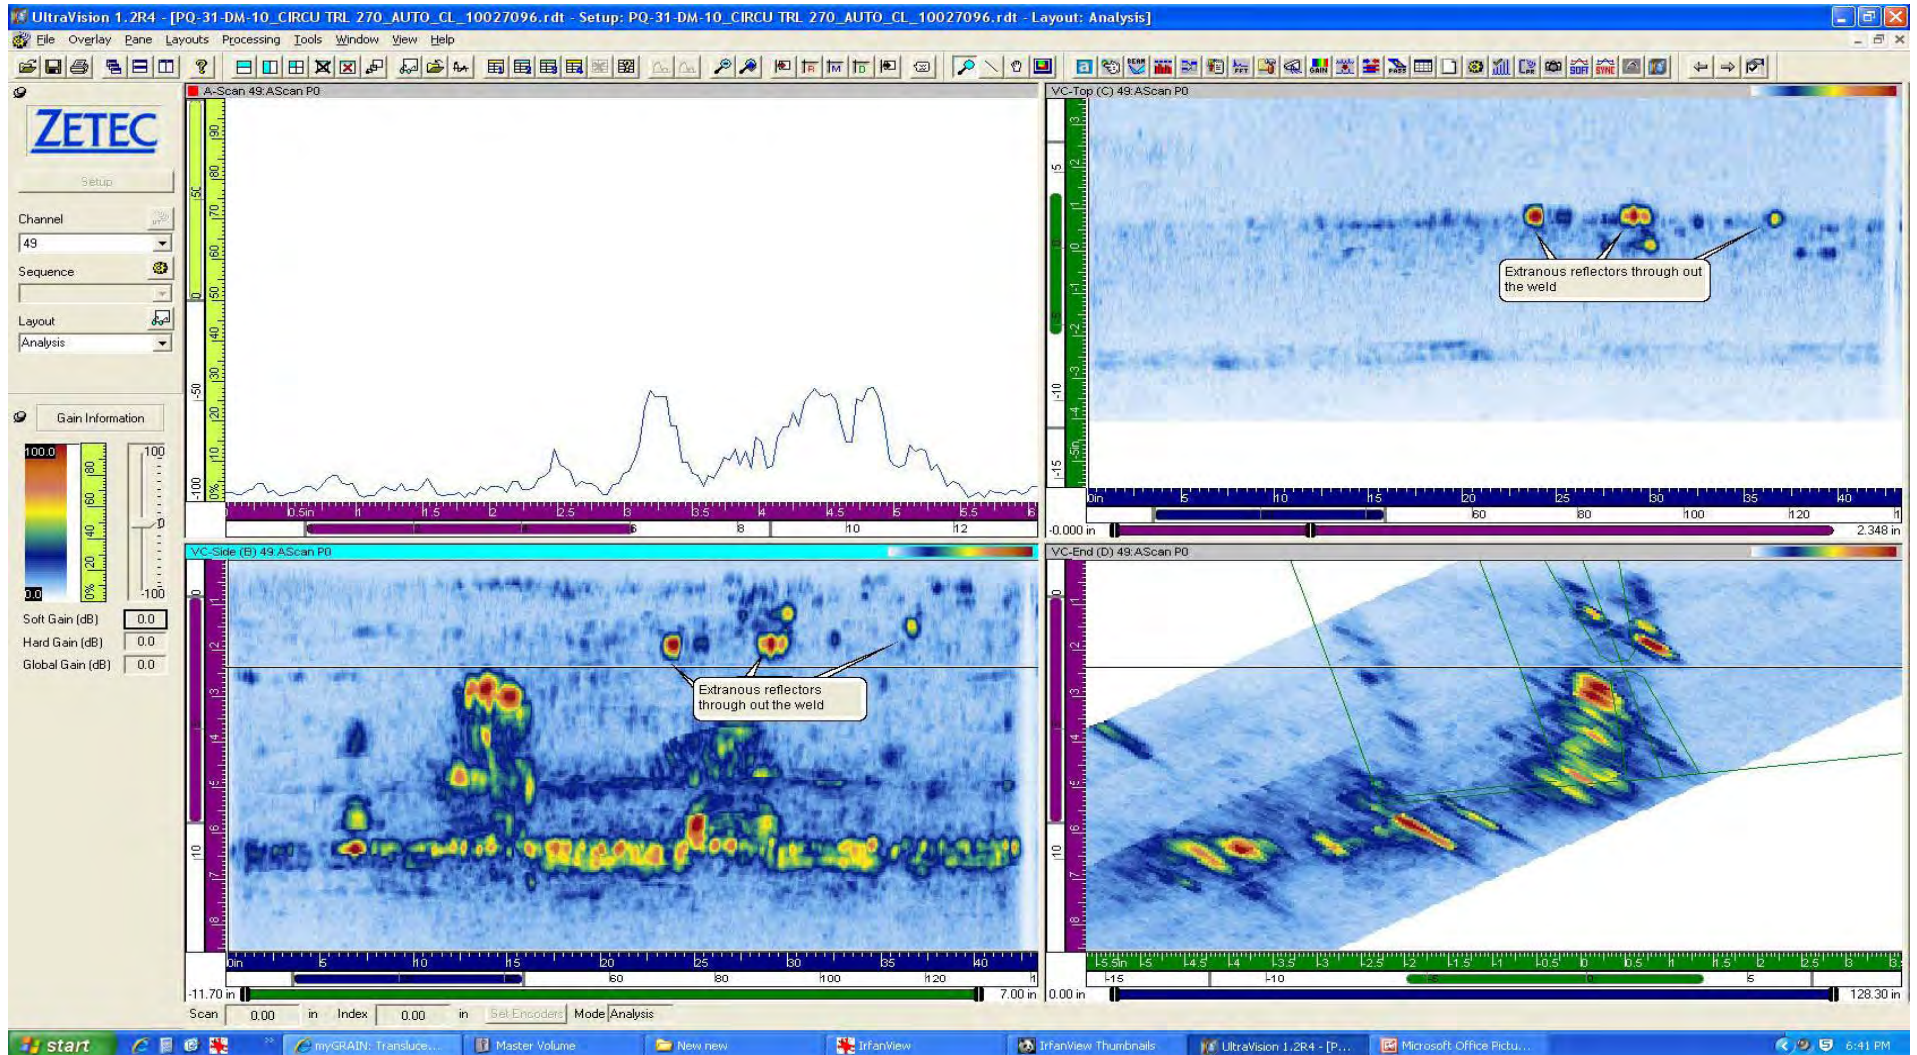 UltraVision 1.2R4 - [PQ-31-DM-10_CIRCU TRL 270_AUTO_CL_10027096.rdt - Setup: PQ-31-DM-10_CIRCU TRL 270_AUTO_CL_10027096.rdt - Layout: Analysis]
File Overlay Pane Layouts Processing Tools Window View Help
ZETEC
Setup
Channel
49
Sequence
Layout
Analysis
Gain Information
100.0
0.0
100
0
-100
Soft Gain (dB) 0.0
Hard Gain (dB) 0.0
Global Gain (dB) 0.0
A-Scan 49:AScan P0
VC-Top (C) 49:AScan P0
Extranous reflectors through out
the weld
-0.000 in 2.348 in
VC-Side (B) 49:AScan P0
Extranous reflectors
through out the weld
-11.70 in 7.00 in
VC-End (D) 49:AScan P0
0.00 in 128.30 in
Scan 0.00 in Index 0.00 in Set Encoders Mode Analysis
start myGRAIN: Transluce... Master Volume New new IrfanView IrfanView Thumbnails UltraVision 1.2R4 - [P... Microsoft Office Pictu... 6:41 PM